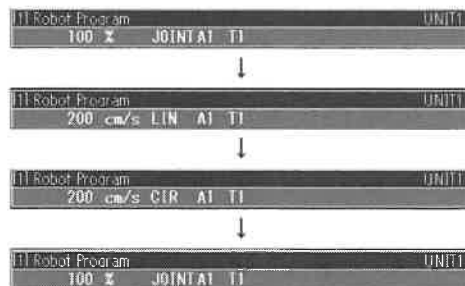 [1] Robot Program UNIT1
100 % JOINT A1 T1
↓
[1] Robot Program UNIT1
200 cm/s LIN A1 T1
↓
[1] Robot Program UNIT1
200 cm/s CIR A1 T1
↓
[1] Robot Program UNIT1
100 % JOINT A1 T1